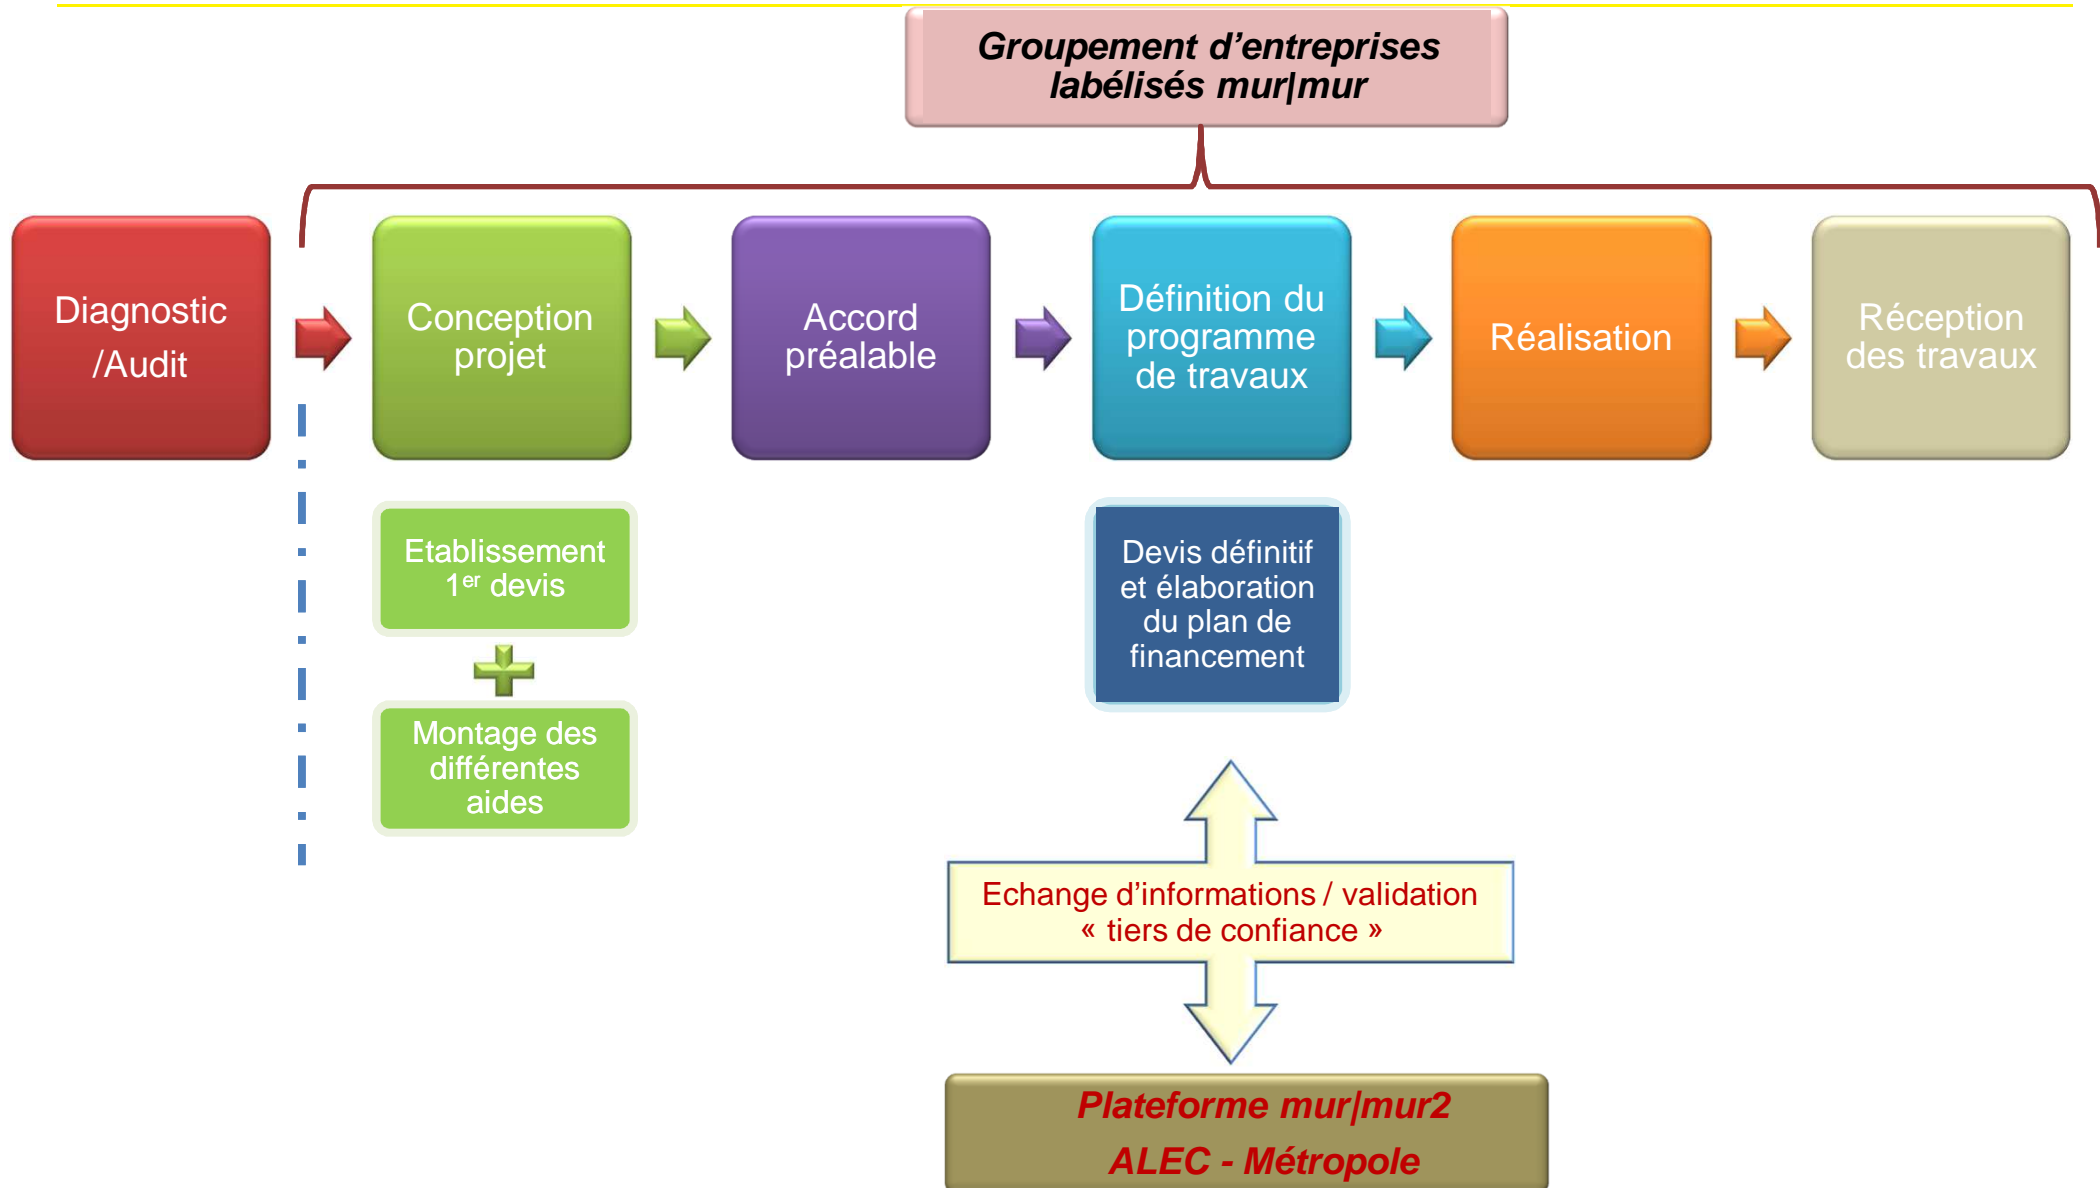 Groupement d’entreprises
labélisés mur|mur
Diagnostic
/Audit
Conception
projet
Accord
préalable
Définition du
programme
de travaux
Réalisation
Réception
des travaux
Etablissement
1er devis
Montage des
différentes
aides
Devis définitif
et élaboration
du plan de
financement
Echange d’informations / validation
« tiers de confiance »
Plateforme mur|mur2
ALEC - Métropole